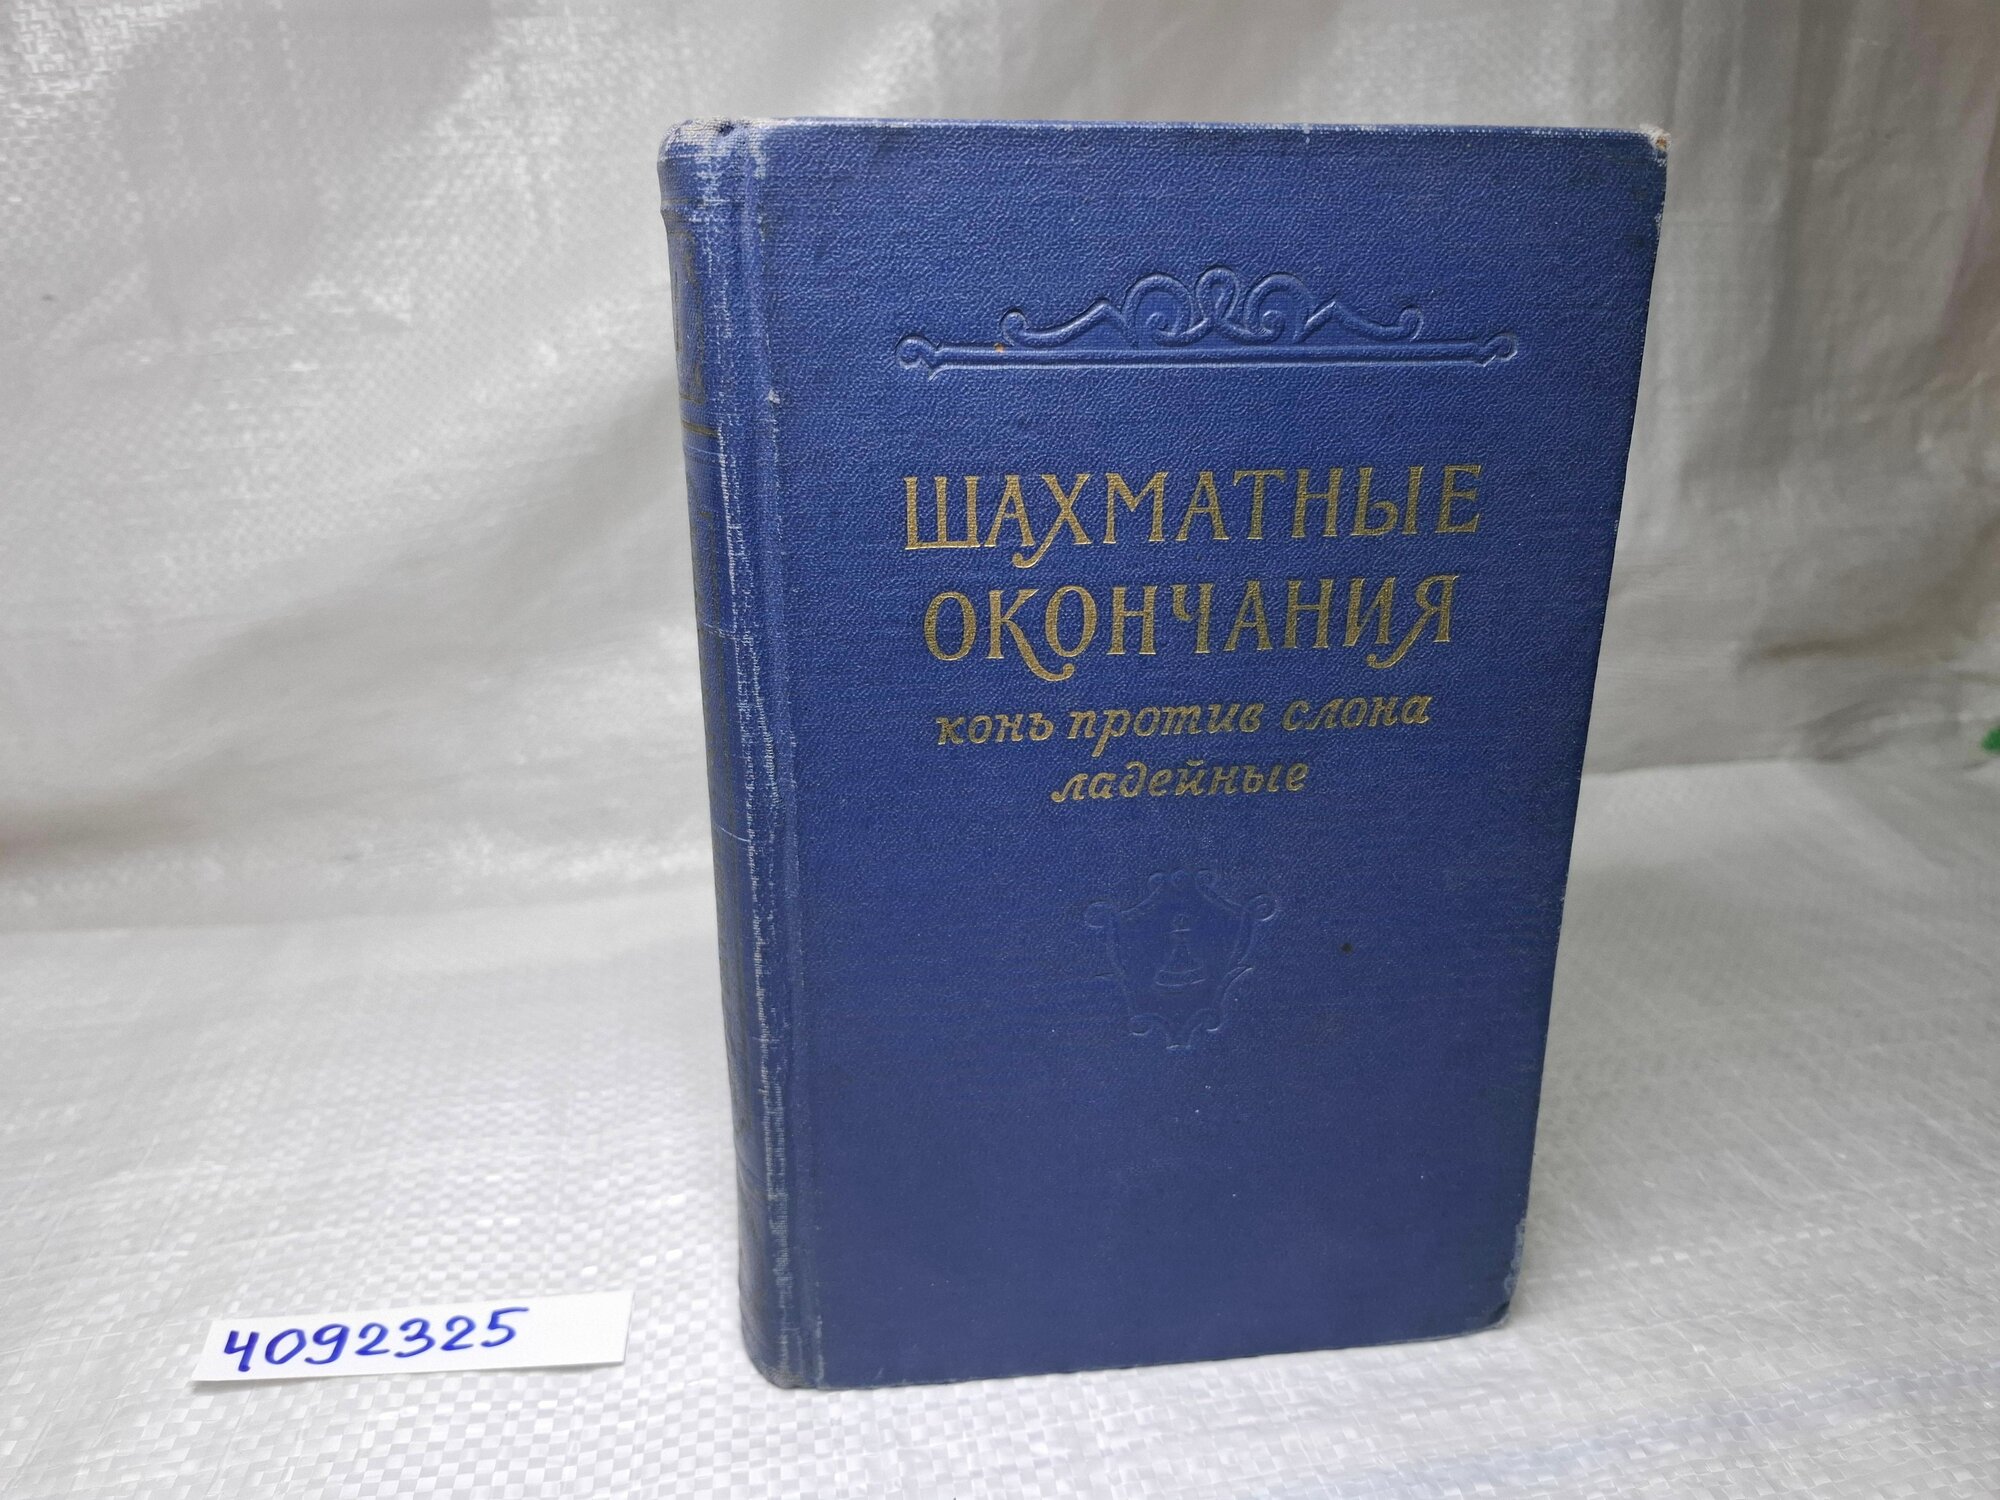 ШАХМАТНЫЕ
ОКОНЧАНИЯ
конь против слона
ладейные
4092325